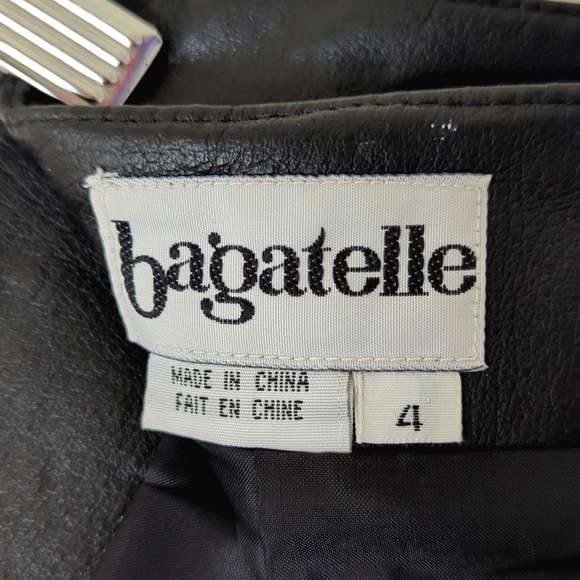 bagatelle
MADE IN CHINA
FAIT EN CHINE
4